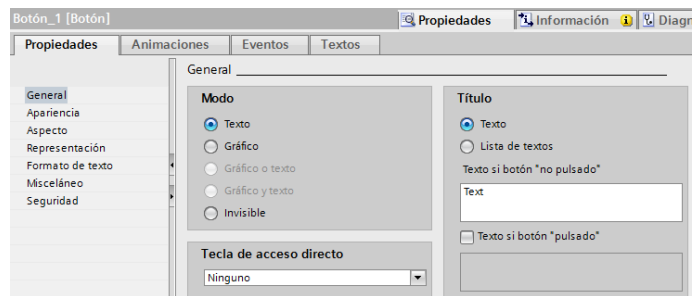 Botón_1 [Botón]
Propiedades
Información
Propiedades
Animaciones
Eventos
Textos
General
General
Apariencia
Aspecto
Representación
Formato de texto
Misceláneo
Seguridad
Modo
Texto
Gráfico
Gráfico o texto
Gráfico y texto
Invisible
Tecla de acceso directo
Ninguno
Título
Texto
Lista de textos
Texto si botón "no pulsado"
Text
Texto si botón "pulsado"